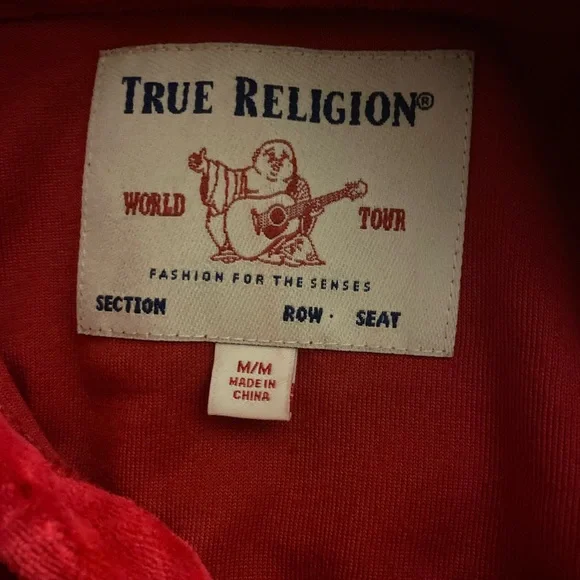 TRUE RELIGION®
WORLD TOUR
FASHION FOR THE SENSES
SECTION ROW · SEAT
M/M
MADE IN
CHINA